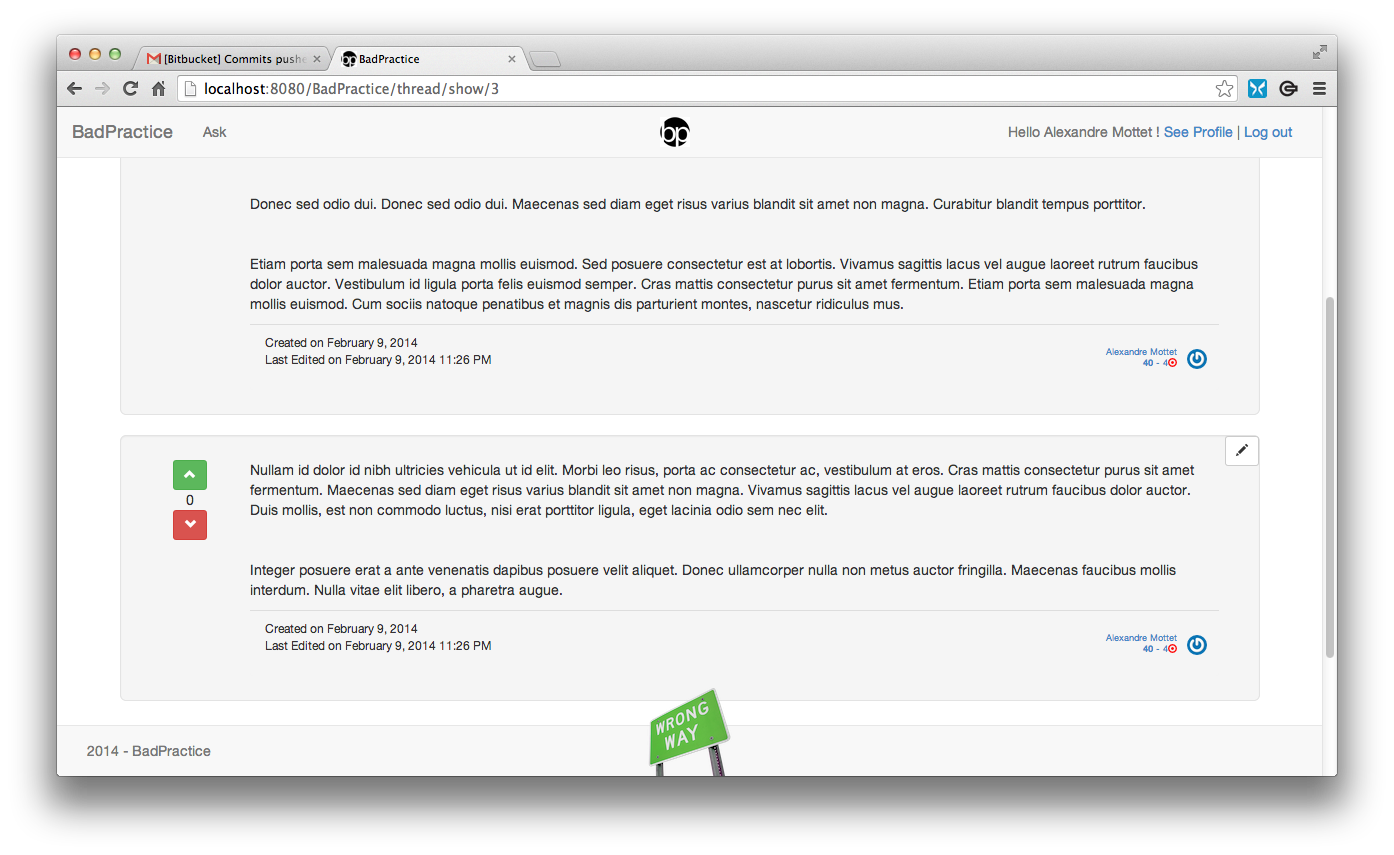 [Bitbucket] Commits pushe
BadPractice
localhost:8080/BadPractice/thread/show/3
BadPractice
Ask
bp
Hello Alexandre Mottet ! See Profile | Log out
Donec sed odio dui. Donec sed odio dui. Maecenas sed diam eget risus varius blandit sit amet non magna. Curabitur blandit tempus porttitor.
Etiam porta sem malesuada magna mollis euismod. Sed posuere consectetur est at lobortis. Vivamus sagittis lacus vel augue laoreet rutrum faucibus
dolor auctor. Vestibulum id ligula porta felis euismod semper. Cras mattis consectetur purus sit amet fermentum. Etiam porta sem malesuada magna
mollis euismod. Cum sociis natoque penatibus et magnis dis parturient montes, nascetur ridiculus mus.
Created on February 9, 2014
Last Edited on February 9, 2014 11:26 PM
Alexandre Mottet
40 - 4
0
Nullam id dolor id nibh ultricies vehicula ut id elit. Morbi leo risus, porta ac consectetur ac, vestibulum at eros. Cras mattis consectetur purus sit amet
fermentum. Maecenas sed diam eget risus varius blandit sit amet non magna. Vivamus sagittis lacus vel augue laoreet rutrum faucibus dolor auctor.
Duis mollis, est non commodo luctus, nisi erat porttitor ligula, eget lacinia odio sem nec elit.
Integer posuere erat a ante venenatis dapibus posuere velit aliquet. Donec ullamcorper nulla non metus auctor fringilla. Maecenas faucibus mollis
interdum. Nulla vitae elit libero, a pharetra augue.
Created on February 9, 2014
Last Edited on February 9, 2014 11:26 PM
Alexandre Mottet
40 - 4
WRONG
WAY
2014 - BadPractice